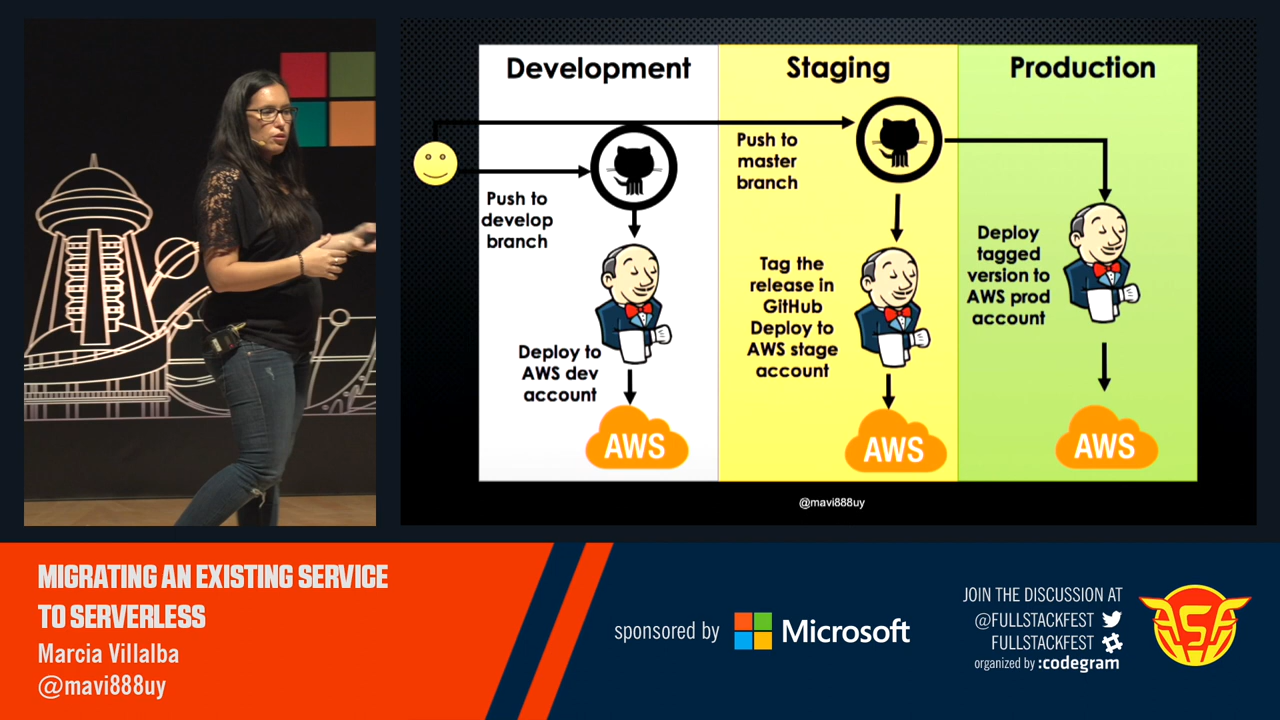 Development
Staging
Production
Push to
develop
branch
Push to
master
branch
Deploy to
AWS dev
account
Tag the
release in
GitHub
Deploy to
AWS stage
account
Deploy
tagged
version to
AWS prod
account
AWS
AWS
AWS
@mavi888uy
MIGRATING AN EXISTING SERVICE
TO SERVERLESS
Marcia Villalba
@mavi888uy
sponsored by Microsoft
JOIN THE DISCUSSION AT
@FULLSTACKFEST
FULLSTACKFEST
organized by :codegram
FSF